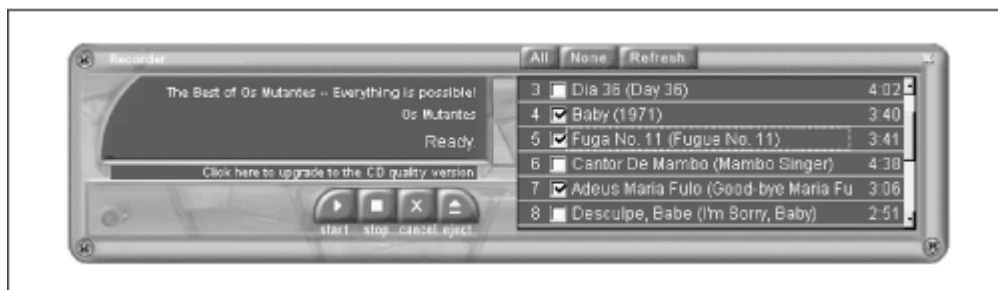 Recorder
All None Refresh
The Best of Os Mutantes -- Everything is possible!
Os Mutantes
Ready.
Click here to upgrade to the CD quality version
start stop cancel eject
3 Dia 36 (Day 36) 4:02
4 Baby (1971) 3:40
5 Fuga No. 11 (Fugue No. 11) 3:41
6 Cantor De Mambo (Mambo Singer) 4:38
7 Adeus Maria Fulo (Good-bye Maria Fu 3:06
8 Desculpe, Babe (I'm Sorry, Baby) 2:51